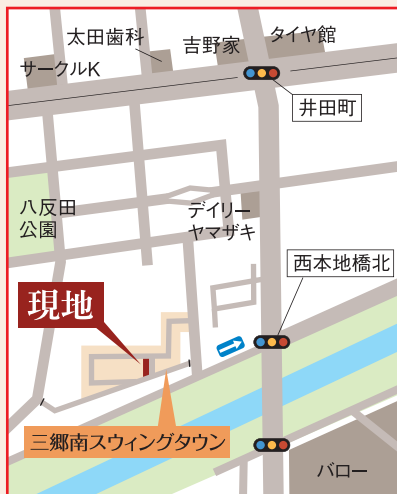 太田歯科
吉野家
タイヤ館
サークルK
井田町
八反田
公園
デイリー
ヤマザキ
西本地橋北
現地
三郷南スウィングタウン
バロー